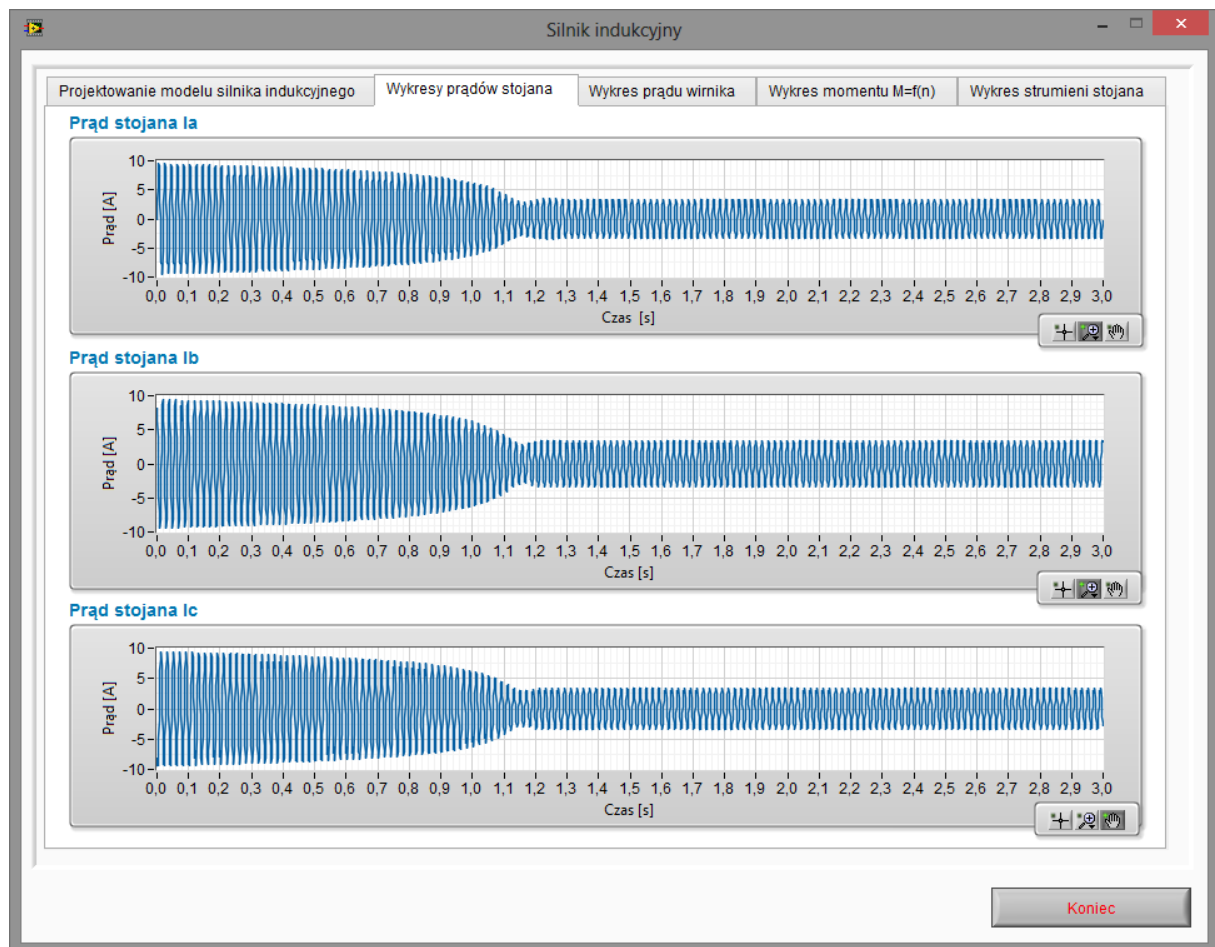 Silnik indukcyjny
Projektowanie modelu silnika indukcyjnego Wykresy prądów stojana Wykres prądu wirnika Wykres momentu M=f(n) Wykres strumieni stojana
Prąd stojana Ia
Prąd [A]
10
5
0
-5
-10
0,0 0,1 0,2 0,3 0,4 0,5 0,6 0,7 0,8 0,9 1,0 1,1 1,2 1,3 1,4 1,5 1,6 1,7 1,8 1,9 2,0 2,1 2,2 2,3 2,4 2,5 2,6 2,7 2,8 2,9 3,0
Czas [s]
Prąd stojana Ib
Prąd [A]
10
5
0
-5
-10
0,0 0,1 0,2 0,3 0,4 0,5 0,6 0,7 0,8 0,9 1,0 1,1 1,2 1,3 1,4 1,5 1,6 1,7 1,8 1,9 2,0 2,1 2,2 2,3 2,4 2,5 2,6 2,7 2,8 2,9 3,0
Czas [s]
Prąd stojana Ic
Prąd [A]
10
5
0
-5
-10
0,0 0,1 0,2 0,3 0,4 0,5 0,6 0,7 0,8 0,9 1,0 1,1 1,2 1,3 1,4 1,5 1,6 1,7 1,8 1,9 2,0 2,1 2,2 2,3 2,4 2,5 2,6 2,7 2,8 2,9 3,0
Czas [s]
Koniec